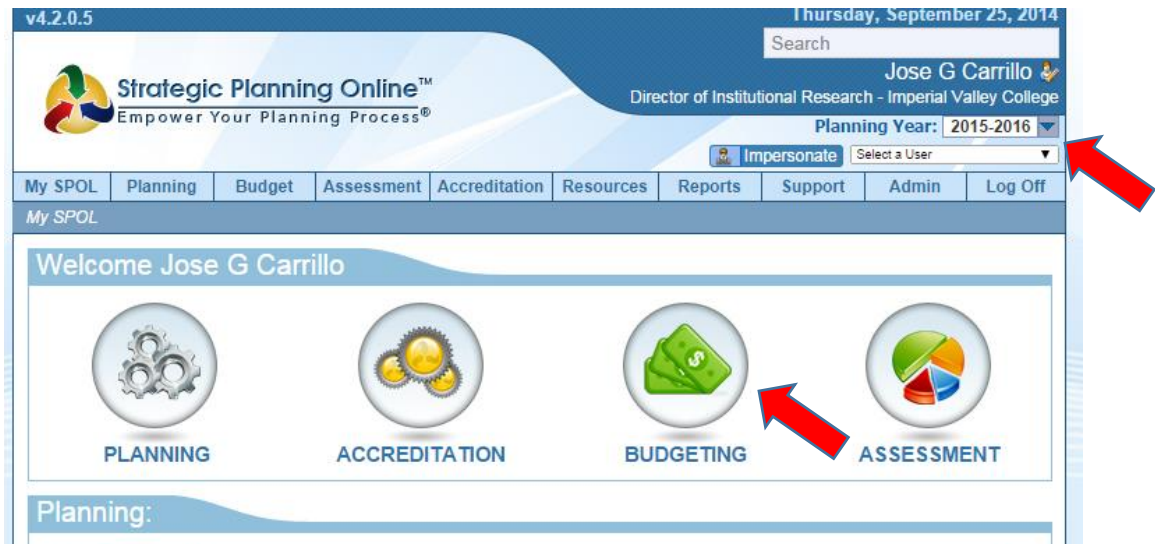 v4.2.0.5
Thursday, September 25, 2014
Search
Strategic Planning Online™
Empower Your Planning Process®
Jose G Carrillo
Director of Institutional Research - Imperial Valley College
Planning Year: 2015-2016
Impersonate Select a User
My SPOL Planning Budget Assessment Accreditation Resources Reports Support Admin Log Off
My SPOL
Welcome Jose G Carrillo
$
PLANNING ACCREDITATION BUDGETING ASSESSMENT
Planning: